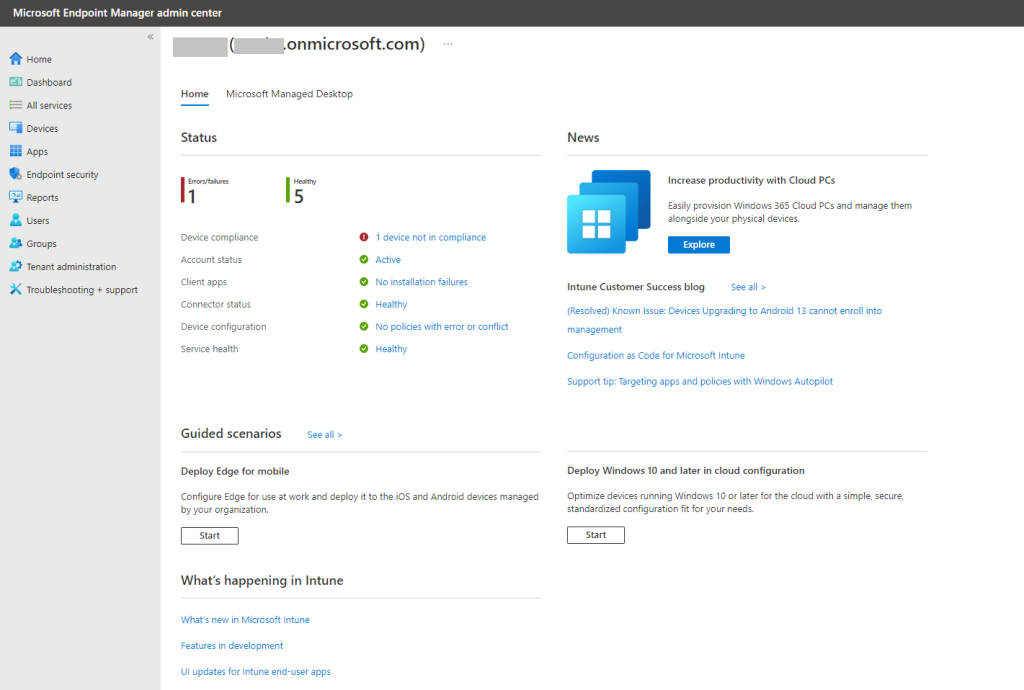 Microsoft Endpoint Manager admin center
«
Home
Dashboard
All services
Devices
Apps
Endpoint security
Reports
Users
Groups
Tenant administration
Troubleshooting + support
( .onmicrosoft.com) ...
Home Microsoft Managed Desktop
Status
Errors/failures
1
Healthy
5
Device compliance 1 device not in compliance
Account status Active
Client apps No installation failures
Connector status Healthy
Device configuration No policies with error or conflict
Service health Healthy
News
Increase productivity with Cloud PCs
Easily provision Windows 365 Cloud PCs and manage them
alongside your physical devices.
Explore
Intune Customer Success blog See all >
(Resolved) Known Issue: Devices Upgrading to Android 13 cannot enroll into
management
Configuration as Code for Microsoft Intune
Support tip: Targeting apps and policies with Windows Autopilot
Guided scenarios See all >
Deploy Edge for mobile
Configure Edge for use at work and deploy it to the iOS and Android devices managed
by your organization.
Start
Deploy Windows 10 and later in cloud configuration
Optimize devices running Windows 10 or later for the cloud with a simple, secure,
standardized configuration fit for your needs.
Start
What's happening in Intune
What's new in Microsoft Intune
Features in development
UI updates for Intune end-user apps